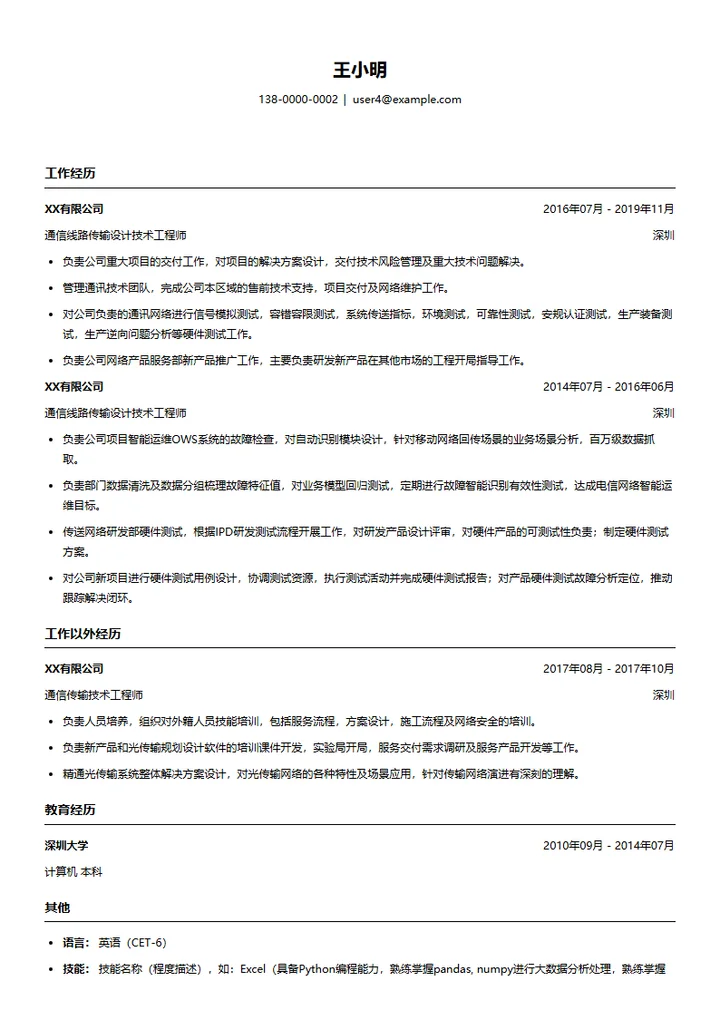 王小明
138-0000-0002 | user4@example.com
工作经历
XX有限公司 2016年07月 - 2019年11月
通信线路传输设计技术工程师 深圳
• 负责公司重大项目的交付工作，对项目的解决方案设计，交付技术风险管理及重大技术问题解决。
• 管理通讯技术团队，完成公司本区域的售前技术支持，项目交付及网络维护工作。
• 对公司负责的通讯网络进行信号模拟测试，容错容限测试，系统传送指标，环境测试，可靠性测试，安规认证测试，生产装备测
试，生产逆向问题分析等硬件测试工作。
• 负责公司网络产品服务部新产品推广工作，主要负责研发新产品在其他市场的工程开局指导工作。
XX有限公司 2014年07月 - 2016年06月
通信线路传输设计技术工程师 深圳
• 负责公司项目智能运维OWS系统的故障检查，对自动识别模块设计，针对移动网络回传场景的业务场景分析，百万级数据抓
取。
• 负责部门数据清洗及数据分组梳理故障特征值，对业务模型回归测试，定期进行故障智能识别有效性测试，达成电信网络智能运
维目标。
• 传送网络研发部硬件测试，根据IPD研发测试流程开展工作，对研发产品设计评审，对硬件产品的可测试性负责；制定硬件测试
方案。
• 对公司新项目进行硬件测试用例设计，协调测试资源，执行测试活动并完成硬件测试报告；对产品硬件测试故障分析定位，推动
跟踪解决闭环。
工作以外经历
XX有限公司 2017年08月 - 2017年10月
通信传输技术工程师 深圳
• 负责人员培养，组织对外籍人员技能培训，包括服务流程，方案设计，施工流程及网络安全的培训。
• 负责新产品和光传输规划设计软件的培训课件开发，实验局开局，服务交付需求调研及服务产品开发等工作。
• 精通光传输系统整体解决方案设计，对光传输网络的各种特性及场景应用，针对传输网络演进有深刻的理解。
教育经历
深圳大学 2010年09月 - 2014年07月
计算机 本科
其他
• 语言： 英语（CET-6）
• 技能： 技能名称（程度描述），如：Excel（具备Python编程能力，熟练掌握pandas, numpy进行大数据分析处理，熟练掌握